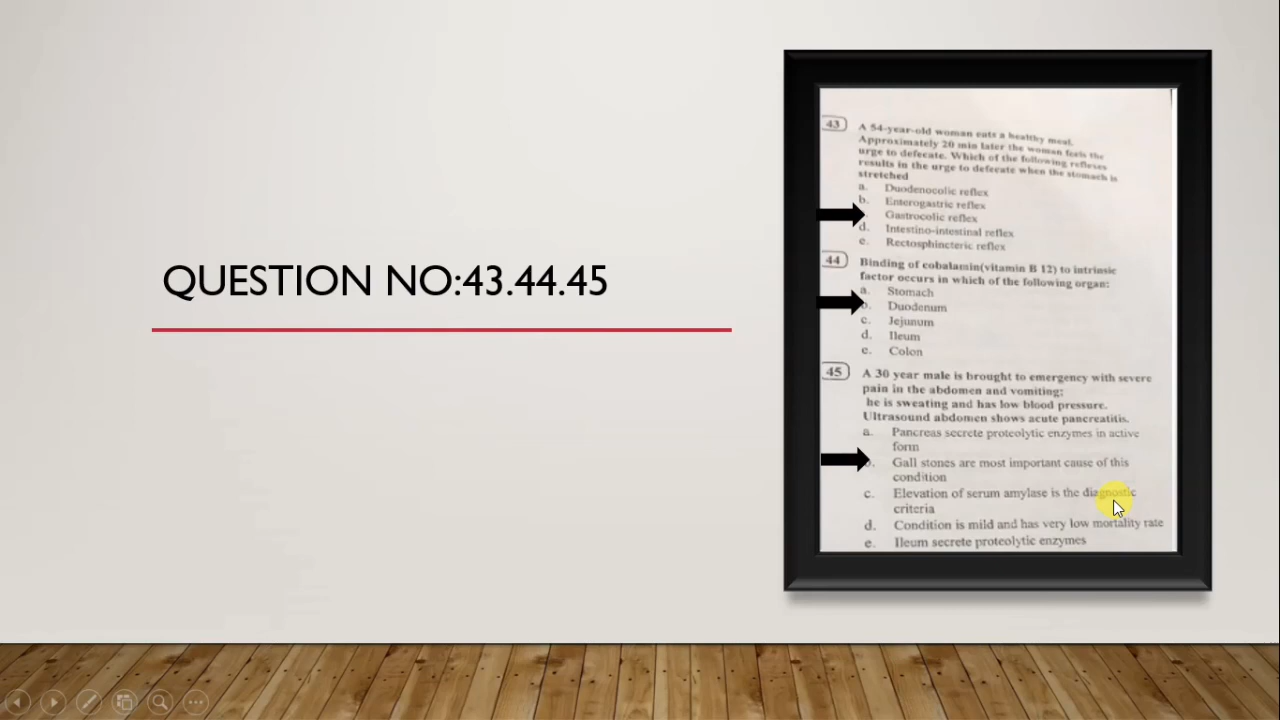 QUESTION NO:43.44.45
43 A 54-year-old woman eats a healthy meal.
Approximately 20 min later the woman feels the
urge to defecate. Which of the following reflexes
results in the urge to defecate when the stomach is
stretched
a. Duodenocolic reflex
b. Enterogastric reflex
Gastrocolic reflex
d. Intestino-intestinal reflex
e. Rectosphincteric reflex
44 Binding of cobalamin(vitamin B 12) to intrinsic
factor occurs in which of the following organ:
a. Stomach
b. Duodenum
c. Jejunum
d. Ileum
e. Colon
45 A 30 year male is brought to emergency with severe
pain in the abdomen and vomiting:
he is sweating and has low blood pressure.
Ultrasound abdomen shows acute pancreatitis.
a. Pancreas secrete proteolytic enzymes in active
form
b. Gall stones are most important cause of this
condition
c. Elevation of serum amylase is the diagnostic
criteria
d. Condition is mild and has very low mortality rate
e. Ileum secrete proteolytic enzymes